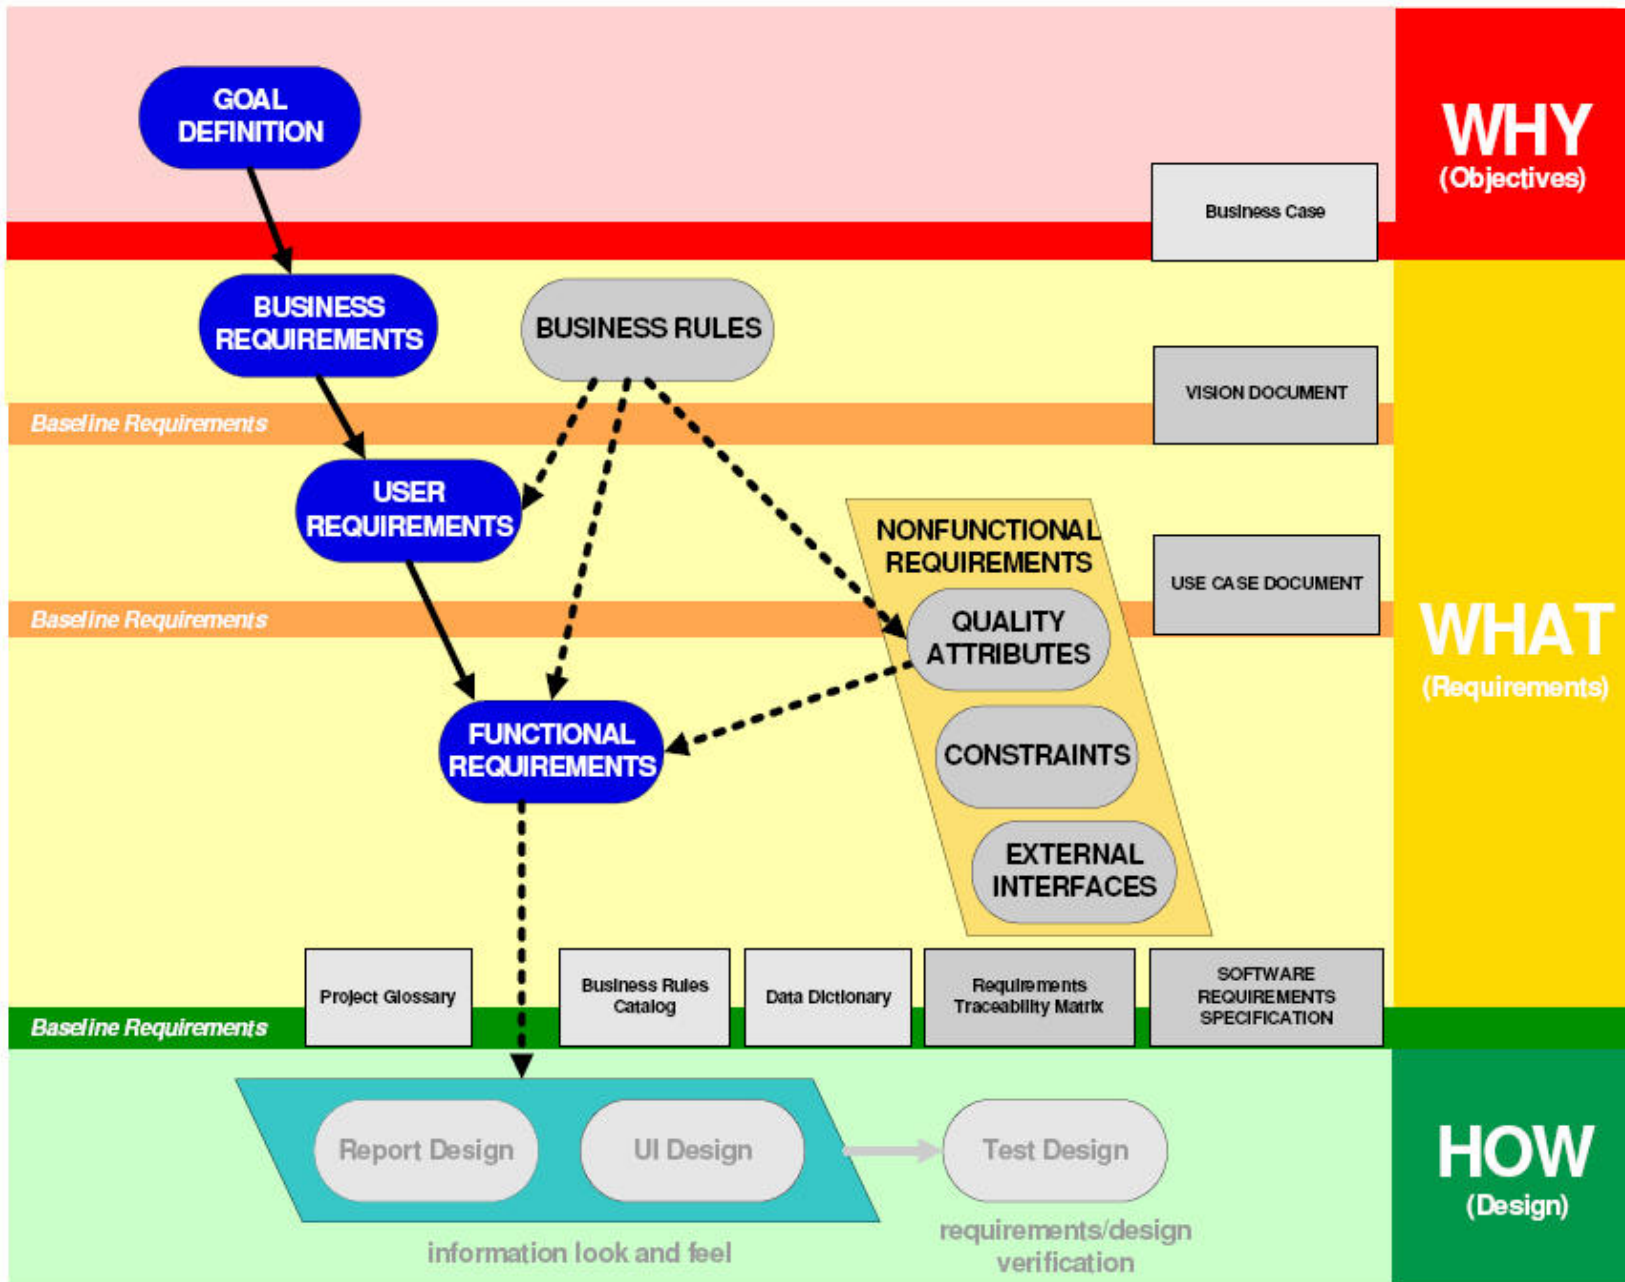 GOAL
DEFINITION
WHY
(Objectives)
Business Case
BUSINESS
REQUIREMENTS
BUSINESS RULES
VISION DOCUMENT
Baseline Requirements
USER
REQUIREMENTS
NONFUNCTIONAL
REQUIREMENTS
USE CASE DOCUMENT
Baseline Requirements
QUALITY
ATTRIBUTES
WHAT
(Requirements)
FUNCTIONAL
REQUIREMENTS
CONSTRAINTS
EXTERNAL
INTERFACES
Project Glossary
Business Rules
Catalog
Data Dictionary
Requirements
Traceability Matrix
SOFTWARE
REQUIREMENTS
SPECIFICATION
Baseline Requirements
Report Design
UI Design
Test Design
HOW
(Design)
information look and feel
requirements/design
verification